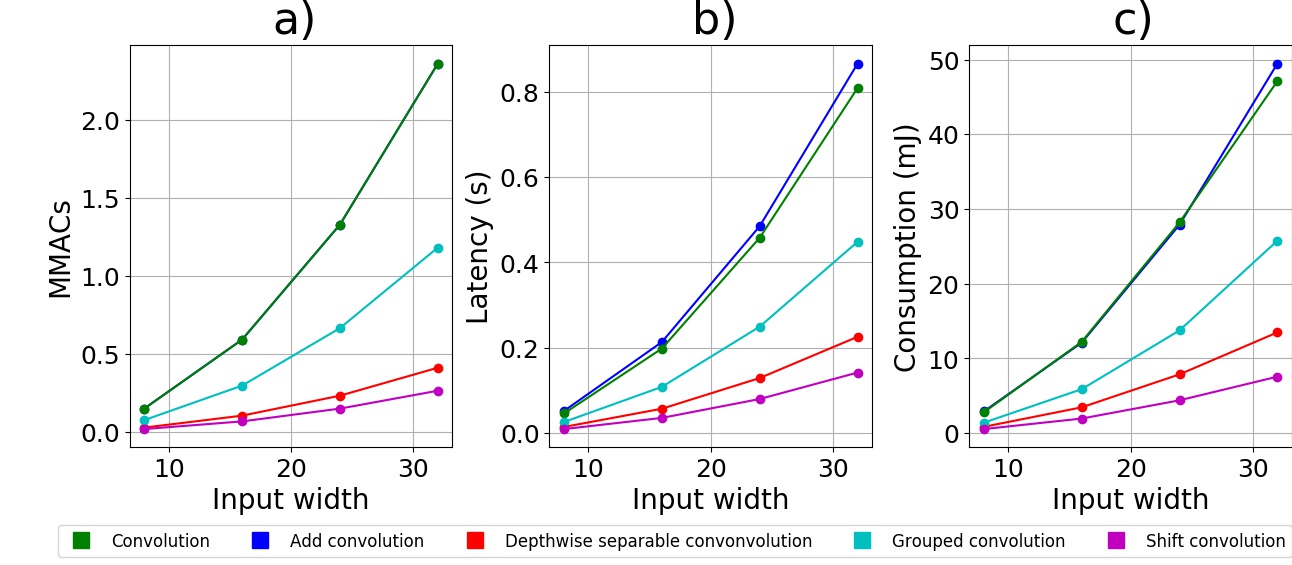 a)
b)
c)
MMACs
2.0
1.5
1.0
0.5
0.0
10 20 30
Input width
Latency (s)
0.8
0.6
0.4
0.2
0.0
10 20 30
Input width
Consumption (mJ)
50
40
30
20
10
0
10 20 30
Input width
Convolution Add convolution Depthwise separable convonvolution Grouped convolution Shift convolution